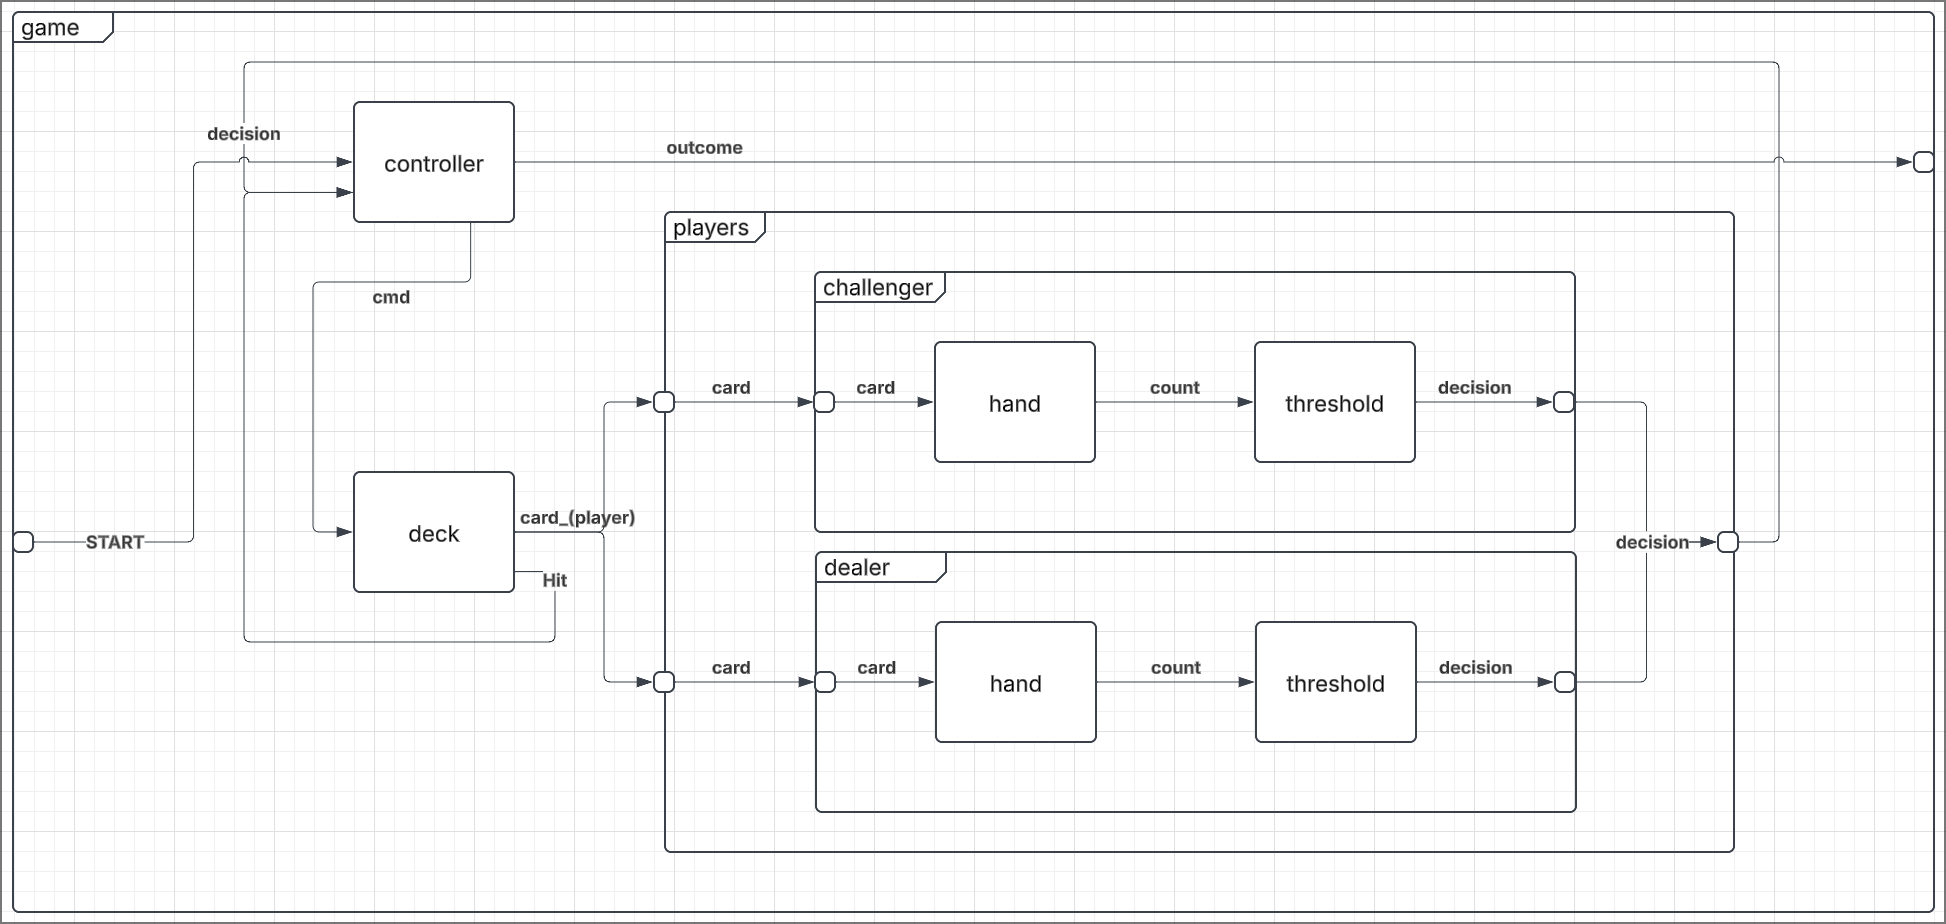 game
decision
controller
outcome
players
cmd
challenger
card
card
hand
count
threshold
decision
card_(player)
deck
START
Hit
decision
dealer
card
card
hand
count
threshold
decision